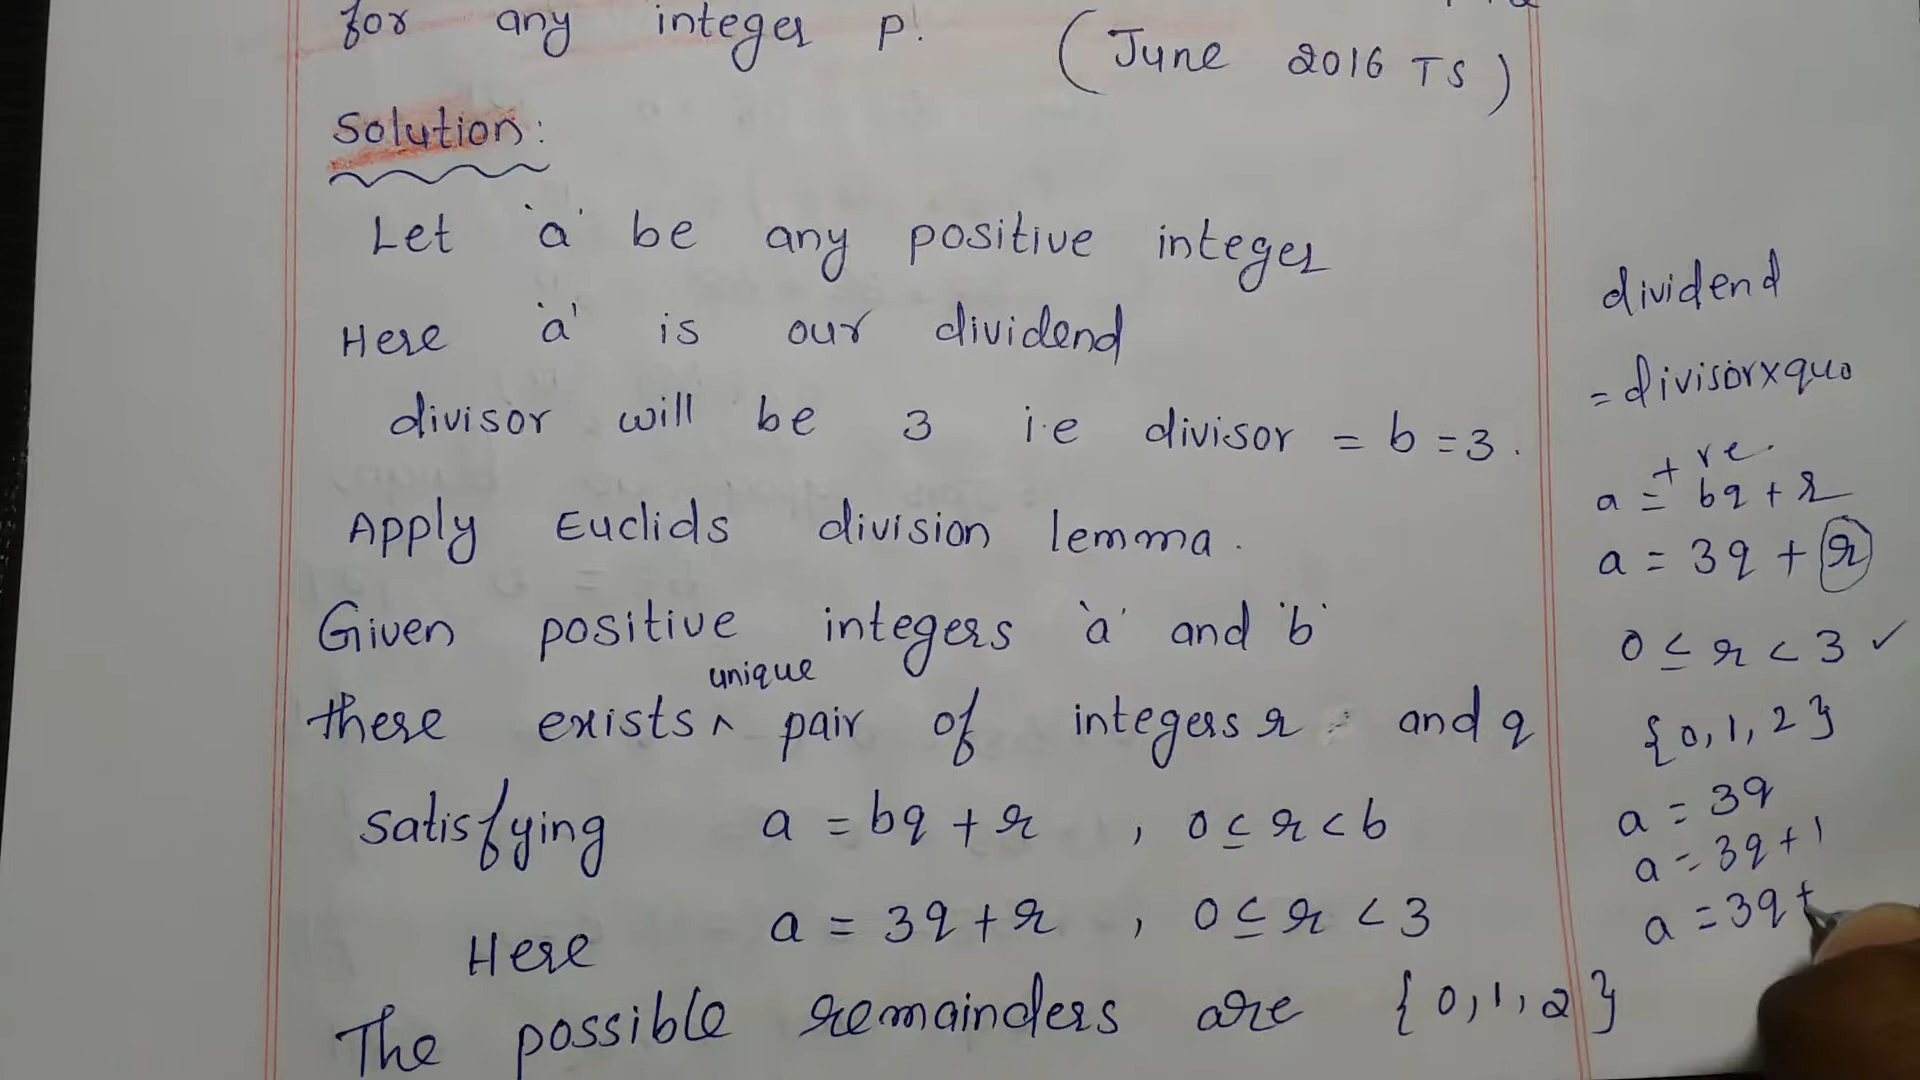 for any integer p!
(June 2016 TS)
Solution:
Let 'a' be any positive integer
Here 'a' is our dividend
divisor will be 3 i.e divisor = b = 3.
Apply Euclids division lemma.
Given positive integers 'a' and 'b'
unique
there exists ^ pair of integers r and q
satisfying a = bq + r , 0 ≤ r < b
Here a = 3q + r , 0 ≤ r < 3
The possible remainders are {0, 1, 2}
dividend
= divisor x quo
+ re.
a = bq + r
a = 3q + r
0 ≤ r < 3 ✓
{0, 1, 2}
a = 3q
a = 3q + 1
a = 3q +